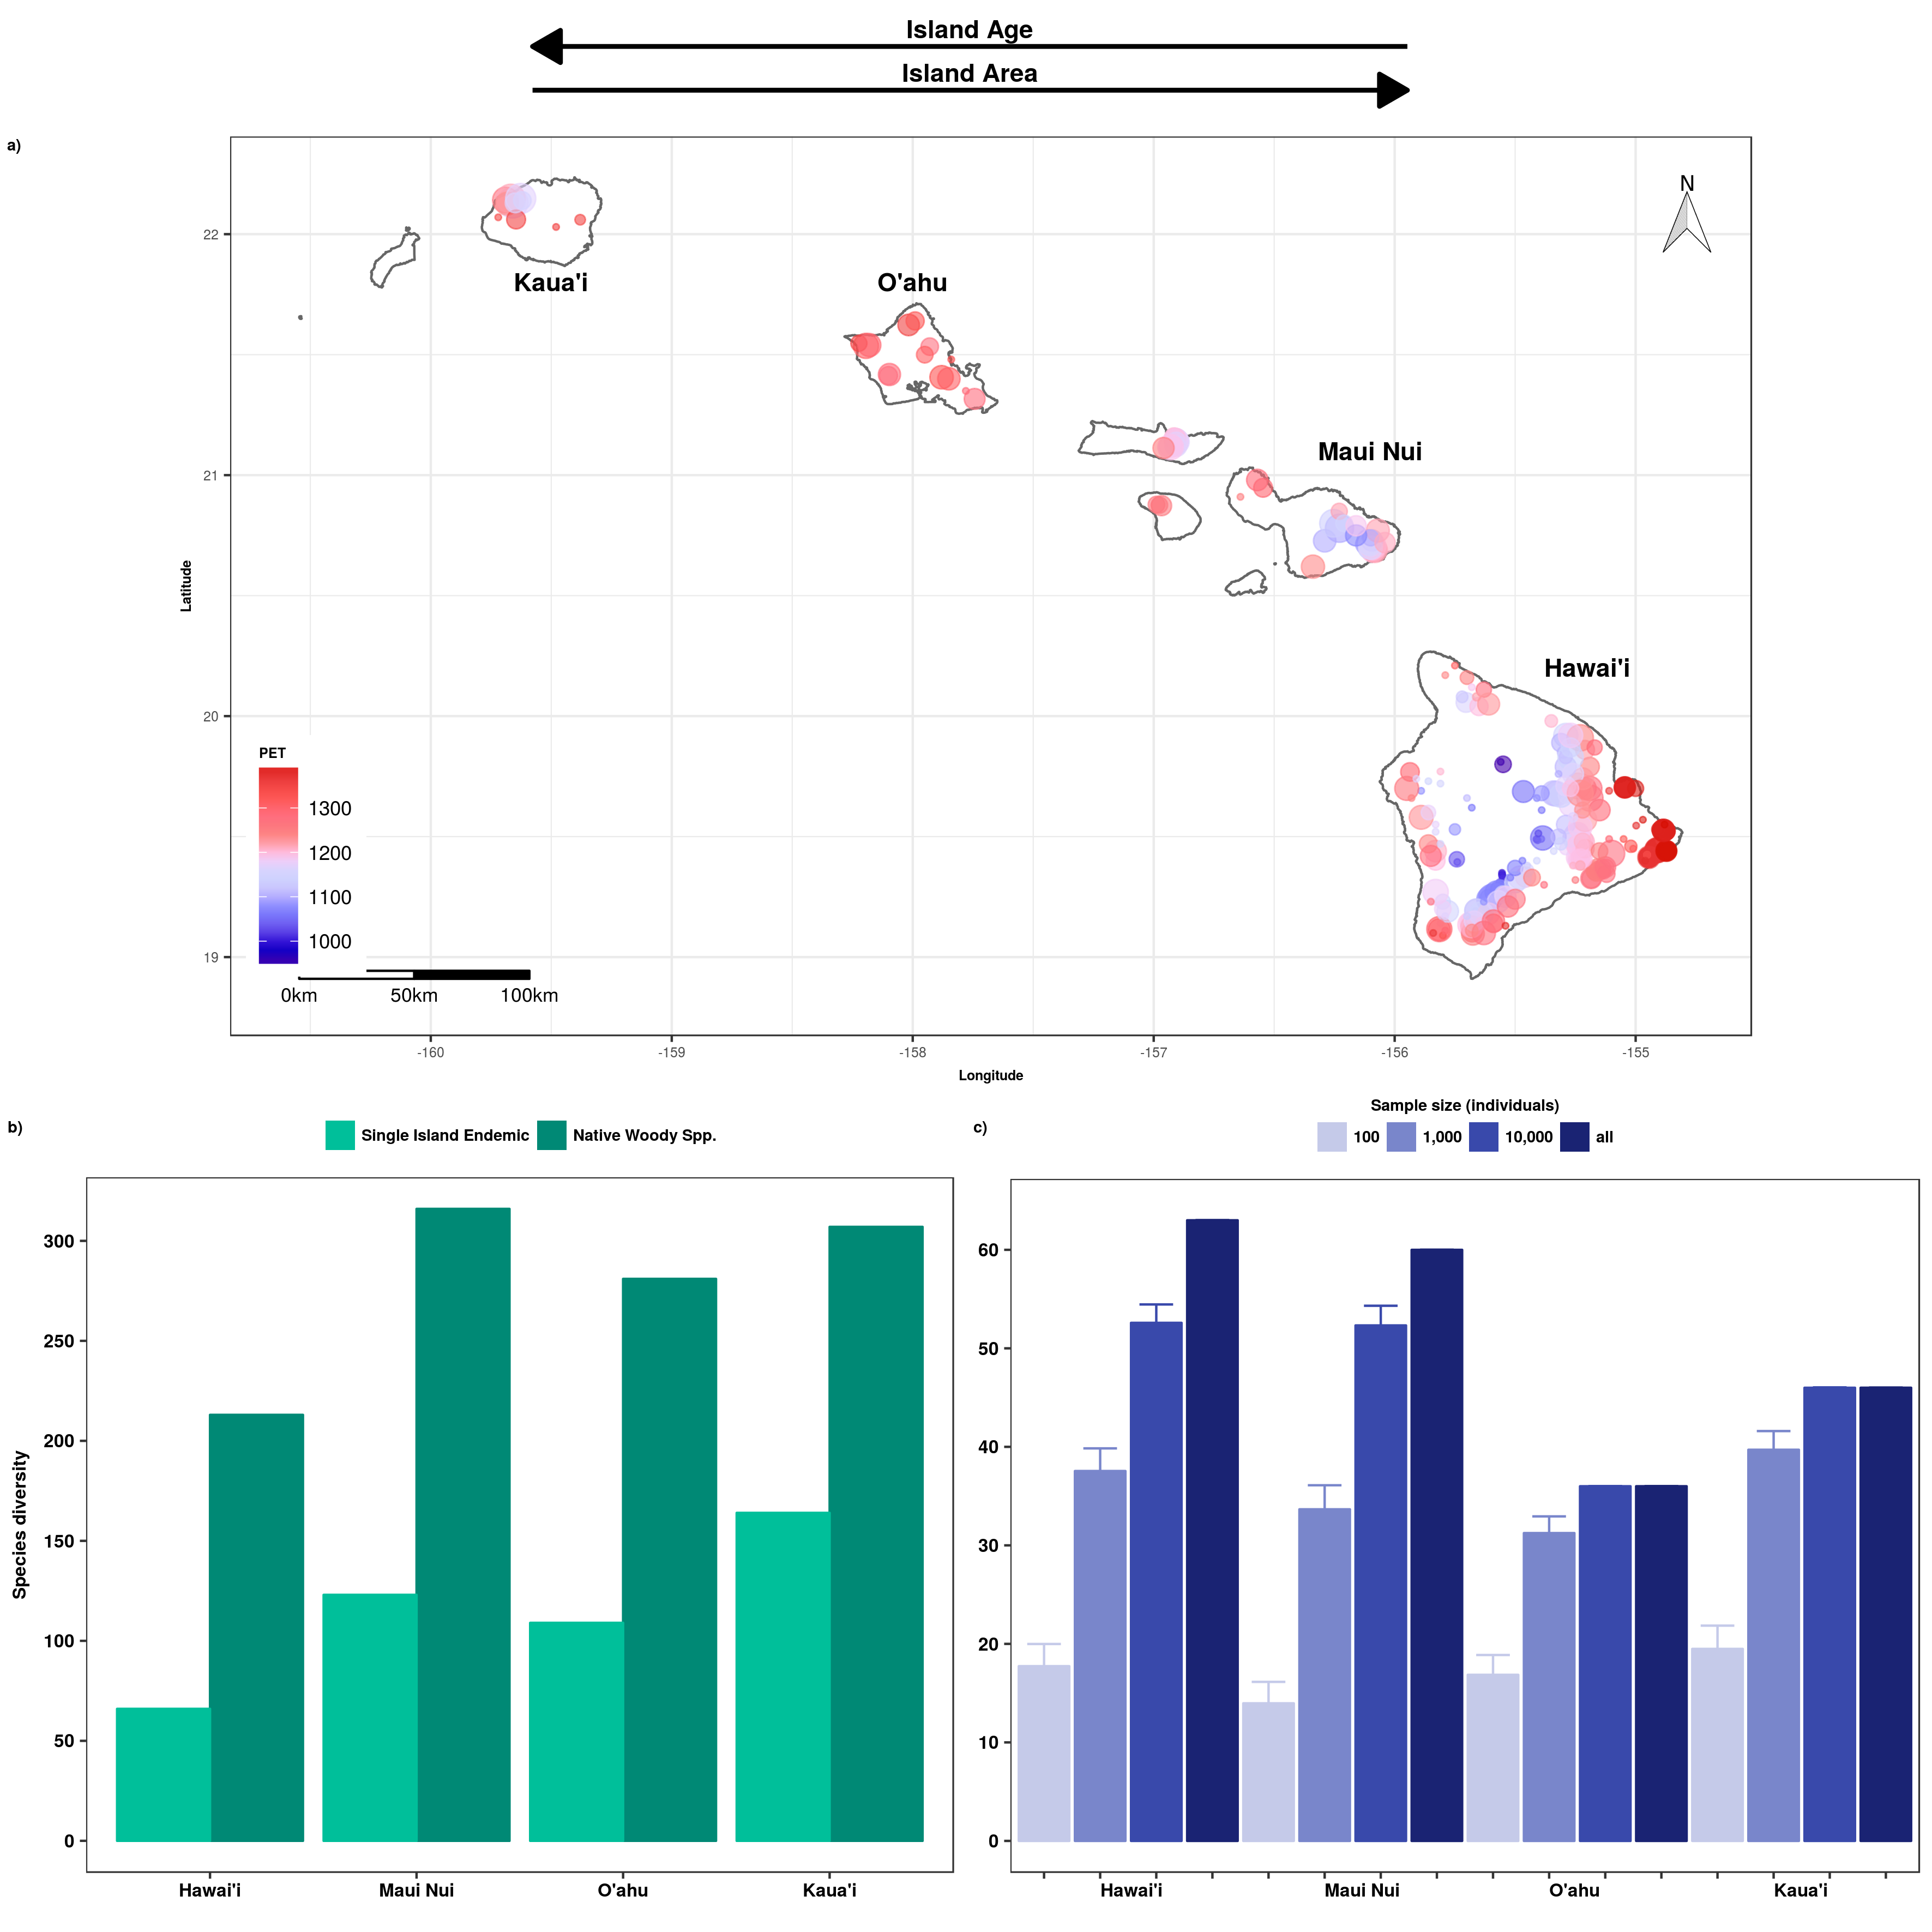 Island Age
Island Area
a)
N
Kaua'i
O'ahu
Maui Nui
Hawai'i
22
21
20
19
Latitude
PET
1300
1200
1100
1000
0km 50km 100km
-160 -159 -158 -157 -156 -155
Longitude
b)
Single Island Endemic Native Woody Spp.
Species diversity
300
250
200
150
100
50
0
Hawai'i Maui Nui O'ahu Kaua'i
c)
Sample size (individuals)
100 1,000 10,000 all
60
50
40
30
20
10
0
Hawai'i Maui Nui O'ahu Kaua'i